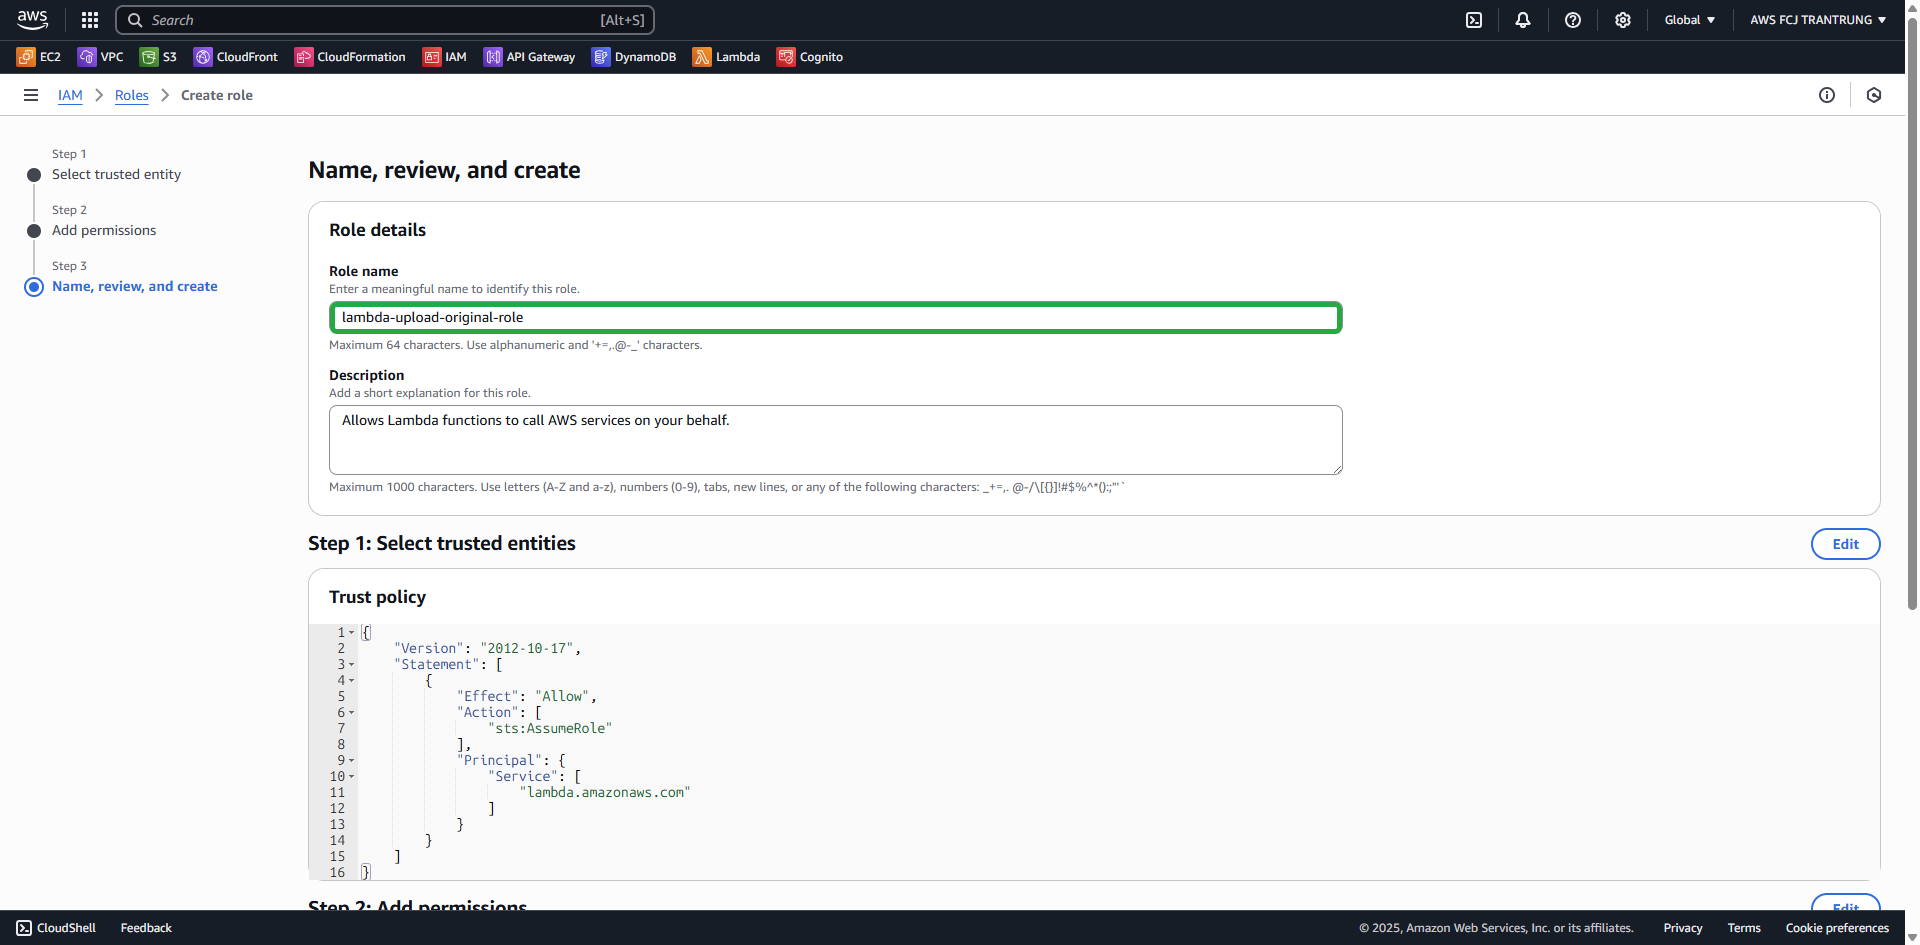 aws
Search [Alt+S]
Global
AWS FCJ TRANTRUNG
EC2 VPC S3 CloudFront CloudFormation IAM API Gateway DynamoDB Lambda Cognito
IAM Roles Create role
Step 1
Select trusted entity
Step 2
Add permissions
Step 3
Name, review, and create
Name, review, and create
Role details
Role name
Enter a meaningful name to identify this role.
lambda-upload-original-role
Maximum 64 characters. Use alphanumeric and '+=,.@-_' characters.
Description
Add a short explanation for this role.
Allows Lambda functions to call AWS services on your behalf.
Maximum 1000 characters. Use letters (A-Z and a-z), numbers (0-9), tabs, new lines, or any of the following characters: _+=,. @-/\[{}]!#$%^*();:"'`
Step 1: Select trusted entities
Edit
Trust policy
1 {
2 "Version": "2012-10-17",
3 "Statement": [
4 {
5 "Effect": "Allow",
6 "Action": [
7 "sts:AssumeRole"
8 ],
9 "Principal": {
10 "Service": [
11 "lambda.amazonaws.com"
12 ]
13 }
14 }
15 ]
16 }
Step 2: Add permissions
Edit
CloudShell Feedback
© 2025, Amazon Web Services, Inc. or its affiliates. Privacy Terms Cookie preferences